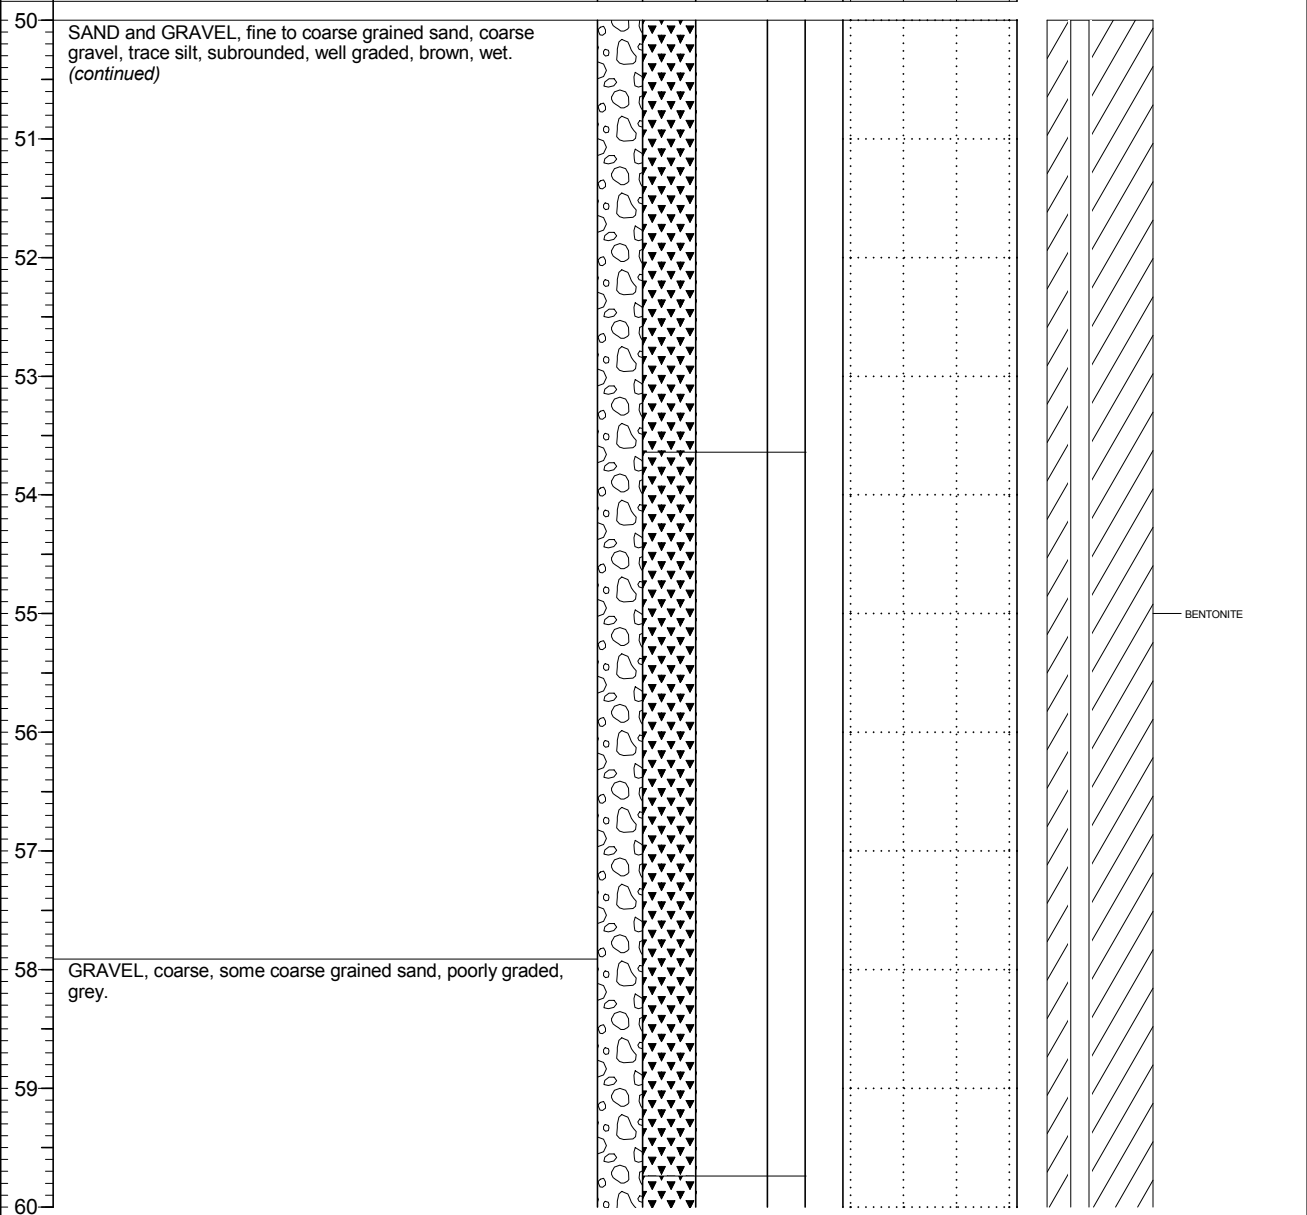 50
SAND and GRAVEL, fine to coarse grained sand, coarse
gravel, trace silt, subrounded, well graded, brown, wet.
(continued)
51
52
53
54
55
BENTONITE
56
57
58
GRAVEL, coarse, some coarse grained sand, poorly graded,
grey.
59
60